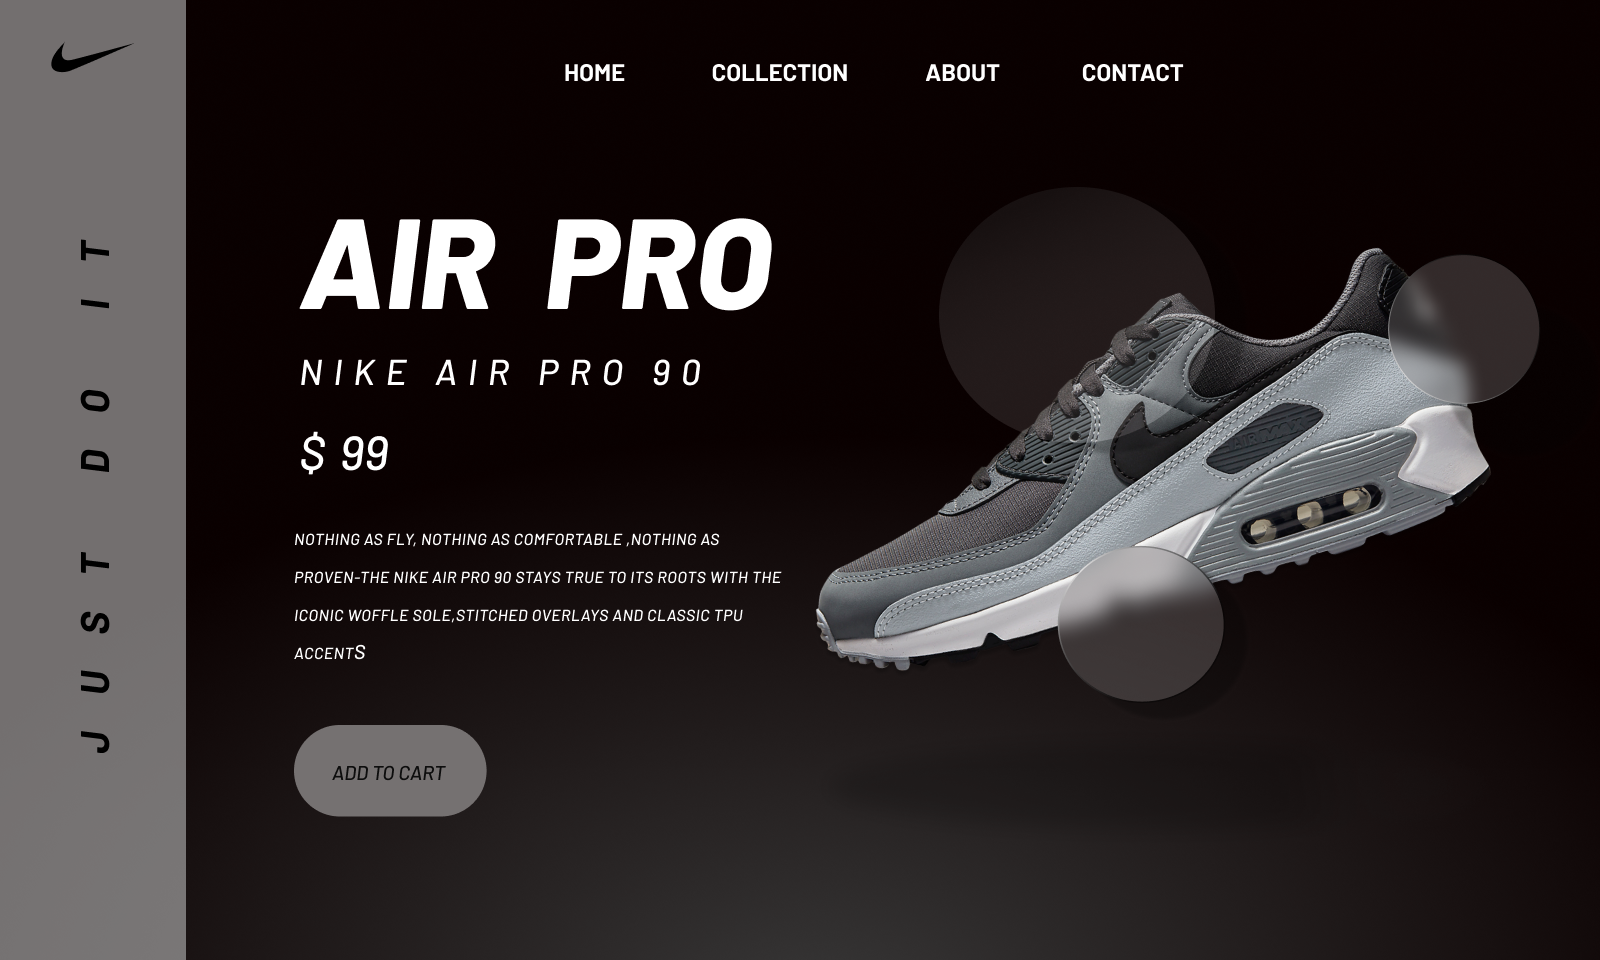 HOME COLLECTION ABOUT CONTACT
JUST DO IT
AIR PRO
NIKE AIR PRO 90
$ 99
NOTHING AS FLY, NOTHING AS COMFORTABLE ,NOTHING AS
PROVEN-THE NIKE AIR PRO 90 STAYS TRUE TO ITS ROOTS WITH THE
ICONIC WOFFLE SOLE,STITCHED OVERLAYS AND CLASSIC TPU
ACCENTS
ADD TO CART
AIR MAX